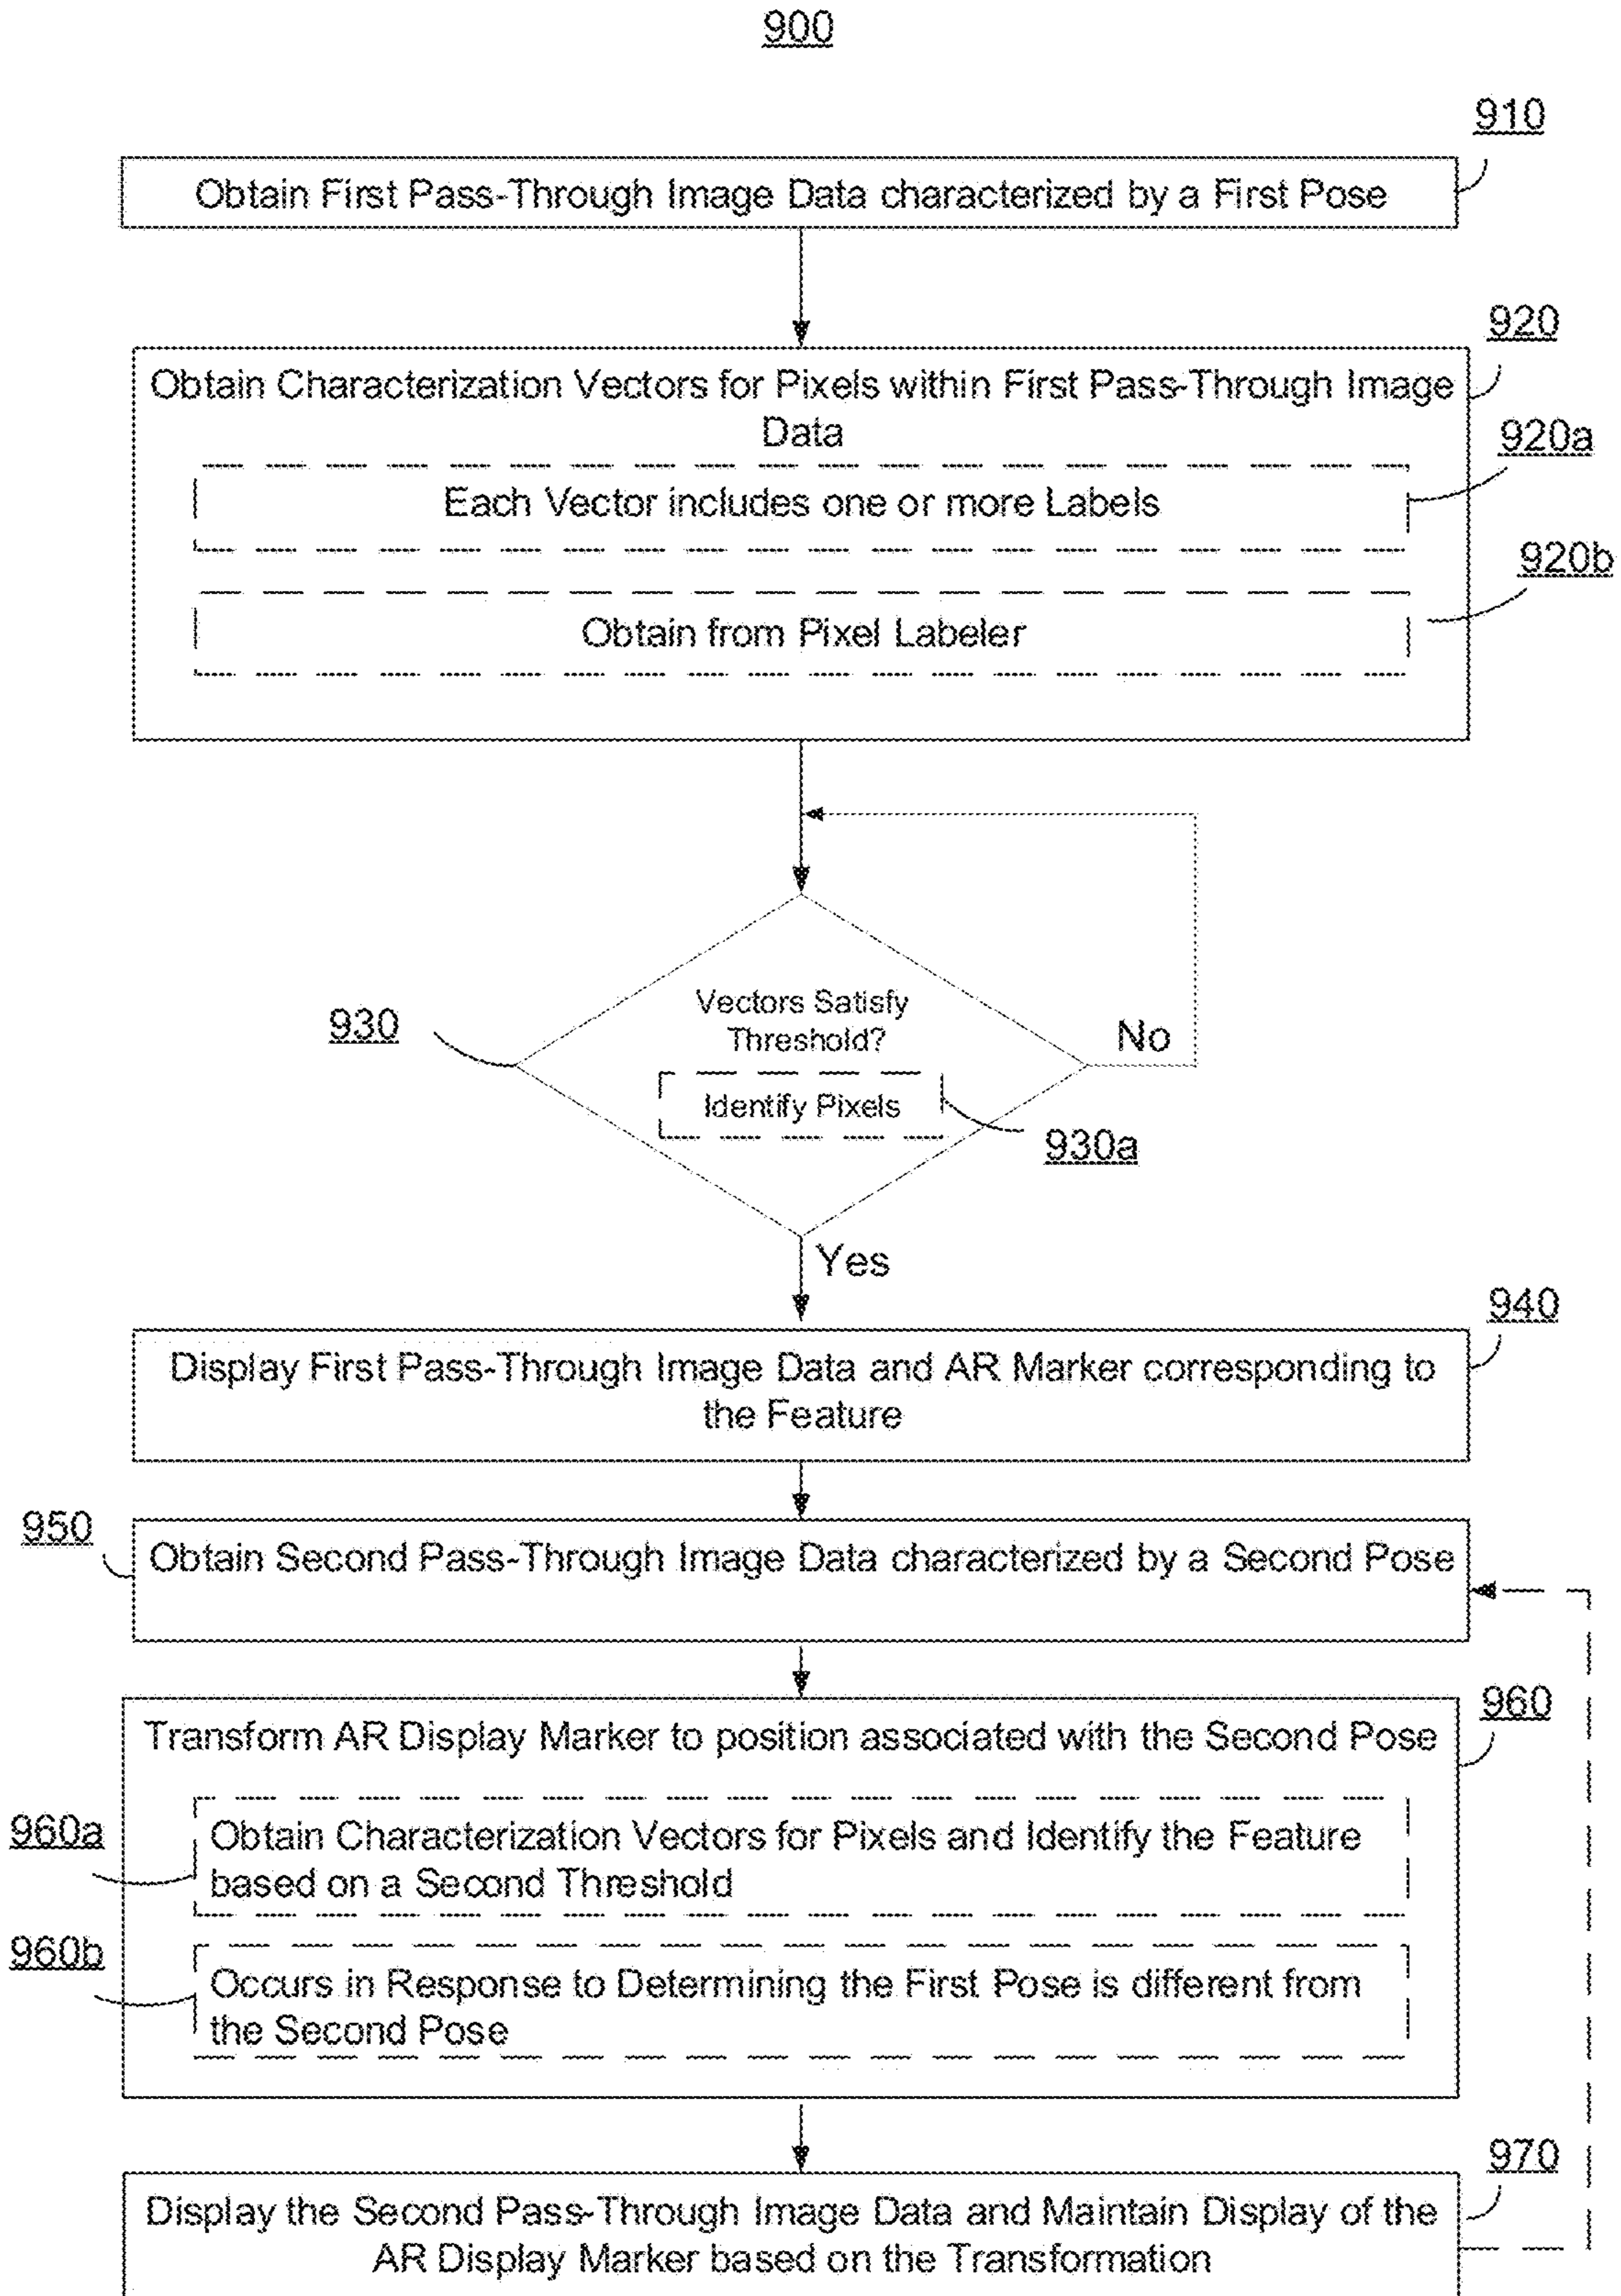 900
910
Obtain First Pass-Through Image Data characterized by a First Pose
920
Obtain Characterization Vectors for Pixels within First Pass-Through Image
Data
920a
Each Vector includes one or more Labels
920b
Obtain from Pixel Labeler
930
Vectors Satisfy
Threshold?
No
Identify Pixels
930a
Yes
940
Display First Pass-Through Image Data and AR Marker corresponding to
the Feature
950
Obtain Second Pass-Through Image Data characterized by a Second Pose
960
Transform AR Display Marker to position associated with the Second Pose
960a
Obtain Characterization Vectors for Pixels and Identify the Feature
based on a Second Threshold
960b
Occurs in Response to Determining the First Pose is different from
the Second Pose
970
Display the Second Pass-Through Image Data and Maintain Display of the
AR Display Marker based on the Transformation